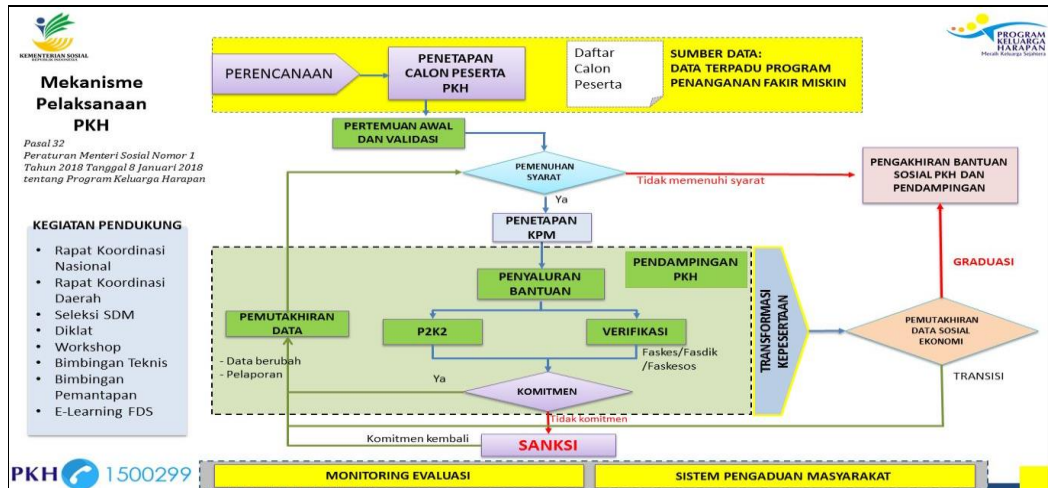 KEMENTERIAN SOSIAL
REPUBLIK INDONESIA
PROGRAM
KELUARGA
HARAPAN
Meraih Keluarga Sejahtera
Mekanisme
Pelaksanaan
PKH
Pasal 32
Peraturan Menteri Sosial Nomor 1
Tahun 2018 Tanggal 8 Januari 2018
tentang Program Keluarga Harapan
KEGIATAN PENDUKUNG
• Rapat Koordinasi
Nasional
• Rapat Koordinasi
Daerah
• Seleksi SDM
• Diklat
• Workshop
• Bimbingan Teknis
• Bimbingan
Pemantapan
• E-Learning FDS
PERENCANAAN
PENETAPAN
CALON PESERTA
PKH
Daftar
Calon
Peserta
SUMBER DATA:
DATA TERPADU PROGRAM
PENANGANAN FAKIR MISKIN
PERTEMUAN AWAL
DAN VALIDASI
PEMENUHAN
SYARAT
Tidak memenuhi syarat
PENGAKHIRAN BANTUAN
SOSIAL PKH DAN
PENDAMPINGAN
Ya
PENETAPAN
KPM
PENDAMPINGAN
PKH
PENYALURAN
BANTUAN
GRADUASI
PEMUTAKHIRAN
DATA
P2K2
VERIFIKASI
TRANSFORMASI
KEPESERTAAN
PEMUTAKHIRAN
DATA SOSIAL
EKONOMI
- Data berubah
- Pelaporan
Faskes/Fasdik
/Faskesos
Ya
KOMITMEN
TRANSISI
Tidak komitmen
Komitmen kembali
SANKSI
PKH 1500299
MONITORING EVALUASI
SISTEM PENGADUAN MASYARAKAT